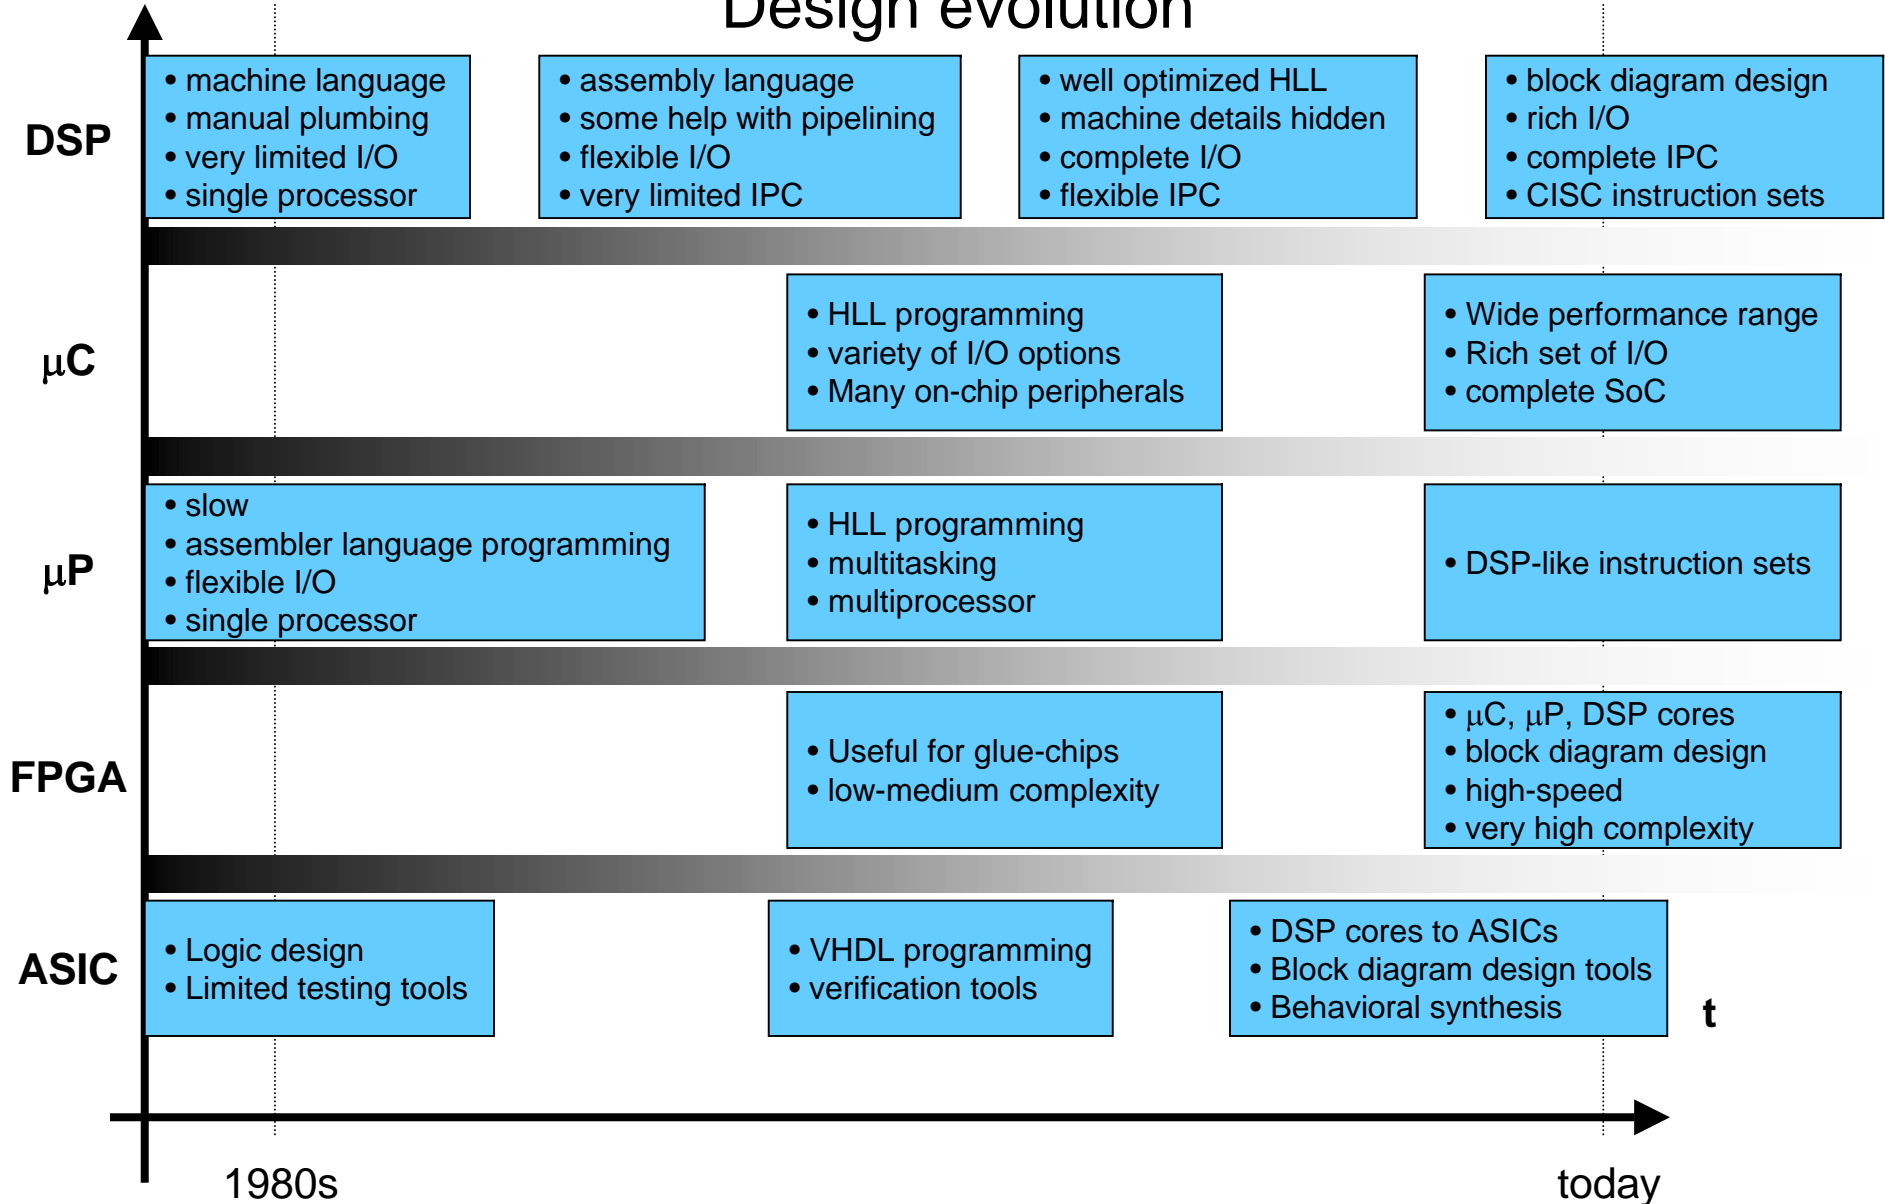 Design evolution
DSP
• machine language
• manual plumbing
• very limited I/O
• single processor
• assembly language
• some help with pipelining
• flexible I/O
• very limited IPC
• well optimized HLL
• machine details hidden
• complete I/O
• flexible IPC
• block diagram design
• rich I/O
• complete IPC
• CISC instruction sets
μC
• HLL programming
• variety of I/O options
• Many on-chip peripherals
• Wide performance range
• Rich set of I/O
• complete SoC
μP
• slow
• assembler language programming
• flexible I/O
• single processor
• HLL programming
• multitasking
• multiprocessor
• DSP-like instruction sets
FPGA
• Useful for glue-chips
• low-medium complexity
• μC, μP, DSP cores
• block diagram design
• high-speed
• very high complexity
ASIC
• Logic design
• Limited testing tools
• VHDL programming
• verification tools
• DSP cores to ASICs
• Block diagram design tools
• Behavioral synthesis
t
1980s
today